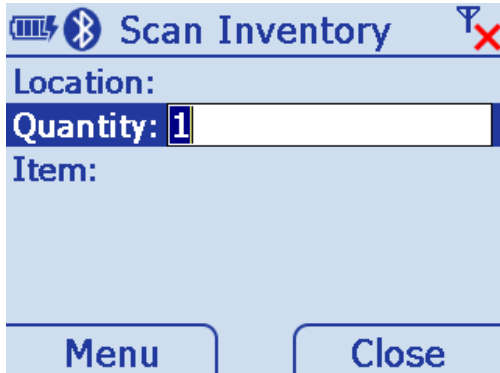 Scan Inventory
Location:
Quantity: 1
Item:
Menu Close